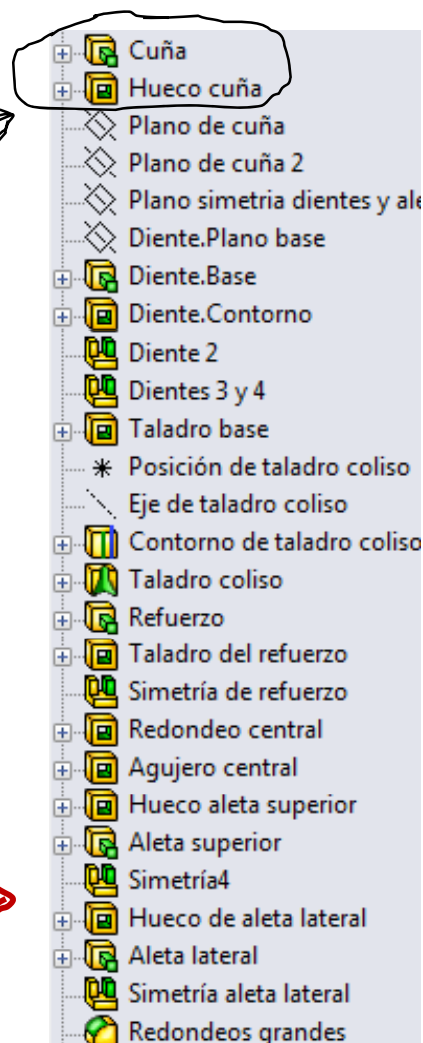 Cuña
Hueco cuña
Plano de cuña
Plano de cuña 2
Plano simetria dientes y ale
Diente.Plano base
Diente.Base
Diente.Contorno
Diente 2
Dientes 3 y 4
Taladro base
Posición de taladro coliso
Eje de taladro coliso
Contorno de taladro coliso
Taladro coliso
Refuerzo
Taladro del refuerzo
Simetría de refuerzo
Redondeo central
Agujero central
Hueco aleta superior
Aleta superior
Simetría4
Hueco de aleta lateral
Aleta lateral
Simetría aleta lateral
Redondeos grandes